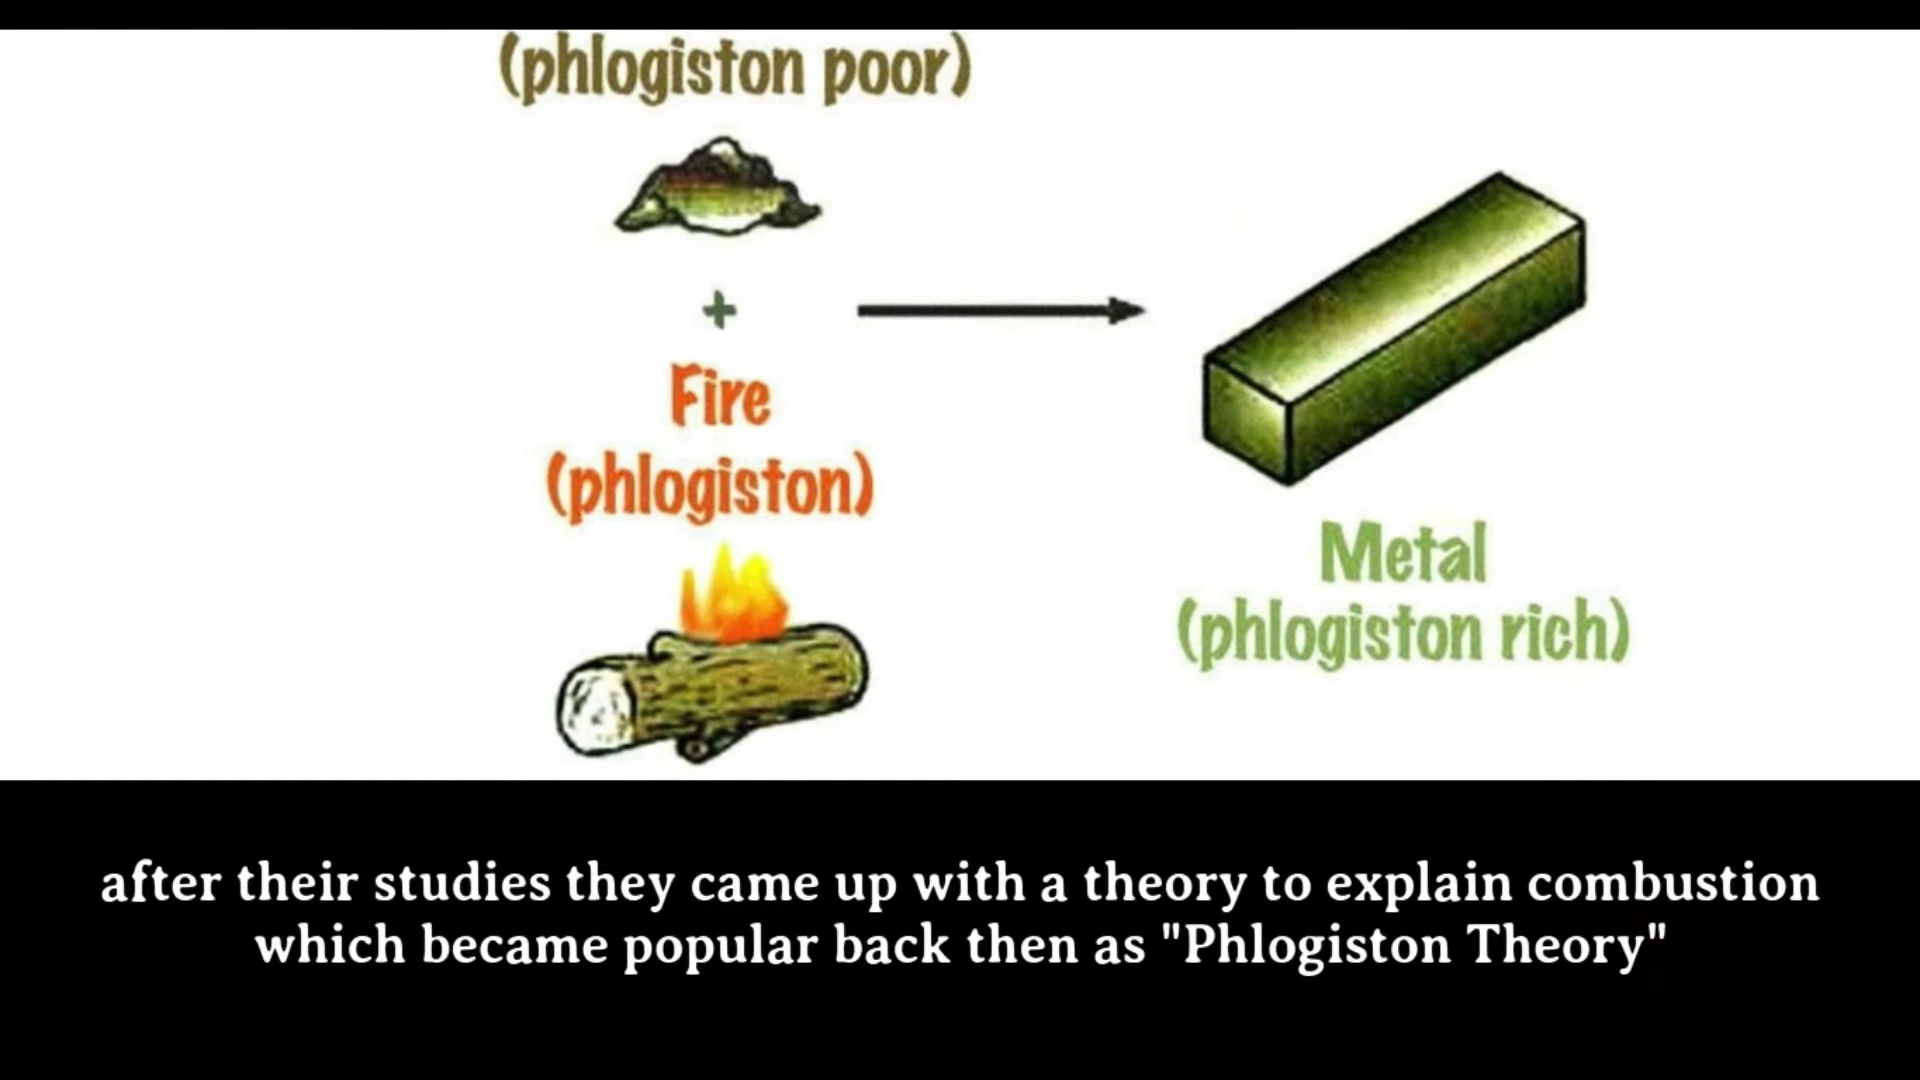 (phlogiston poor)
+
Fire
(phlogiston)
Metal
(phlogiston rich)
after their studies they came up with a theory to explain combustion
which became popular back then as "Phlogiston Theory"